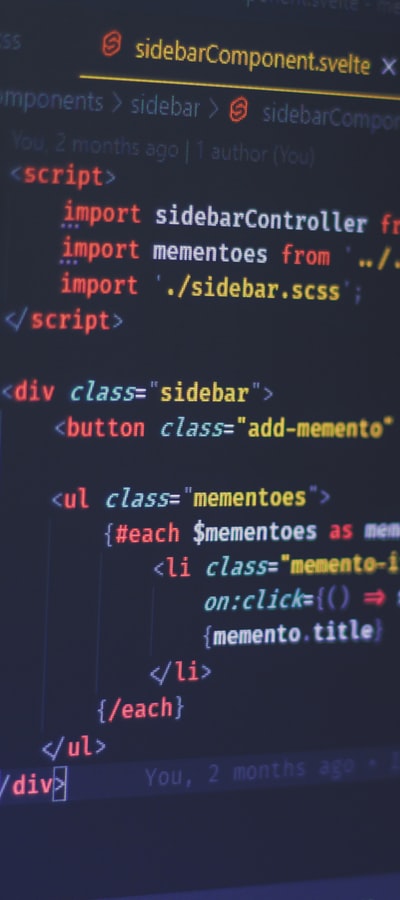 sidebarComponent.svelte ×
sidebar > sidebarCompon
You, 2 months ago | 1 author (You)
<script>
import sidebarController fr
import mementoes from `../.
import './sidebar.scss';
</script>
<div class="sidebar">
<button class="add-memento"
<ul class="mementoes">
{#each $mementoes as mem
<li class="memento-i
on:click={() =>
{memento.title}
</li>
{/each}
</ul>
/div>
You, 2 months ago •